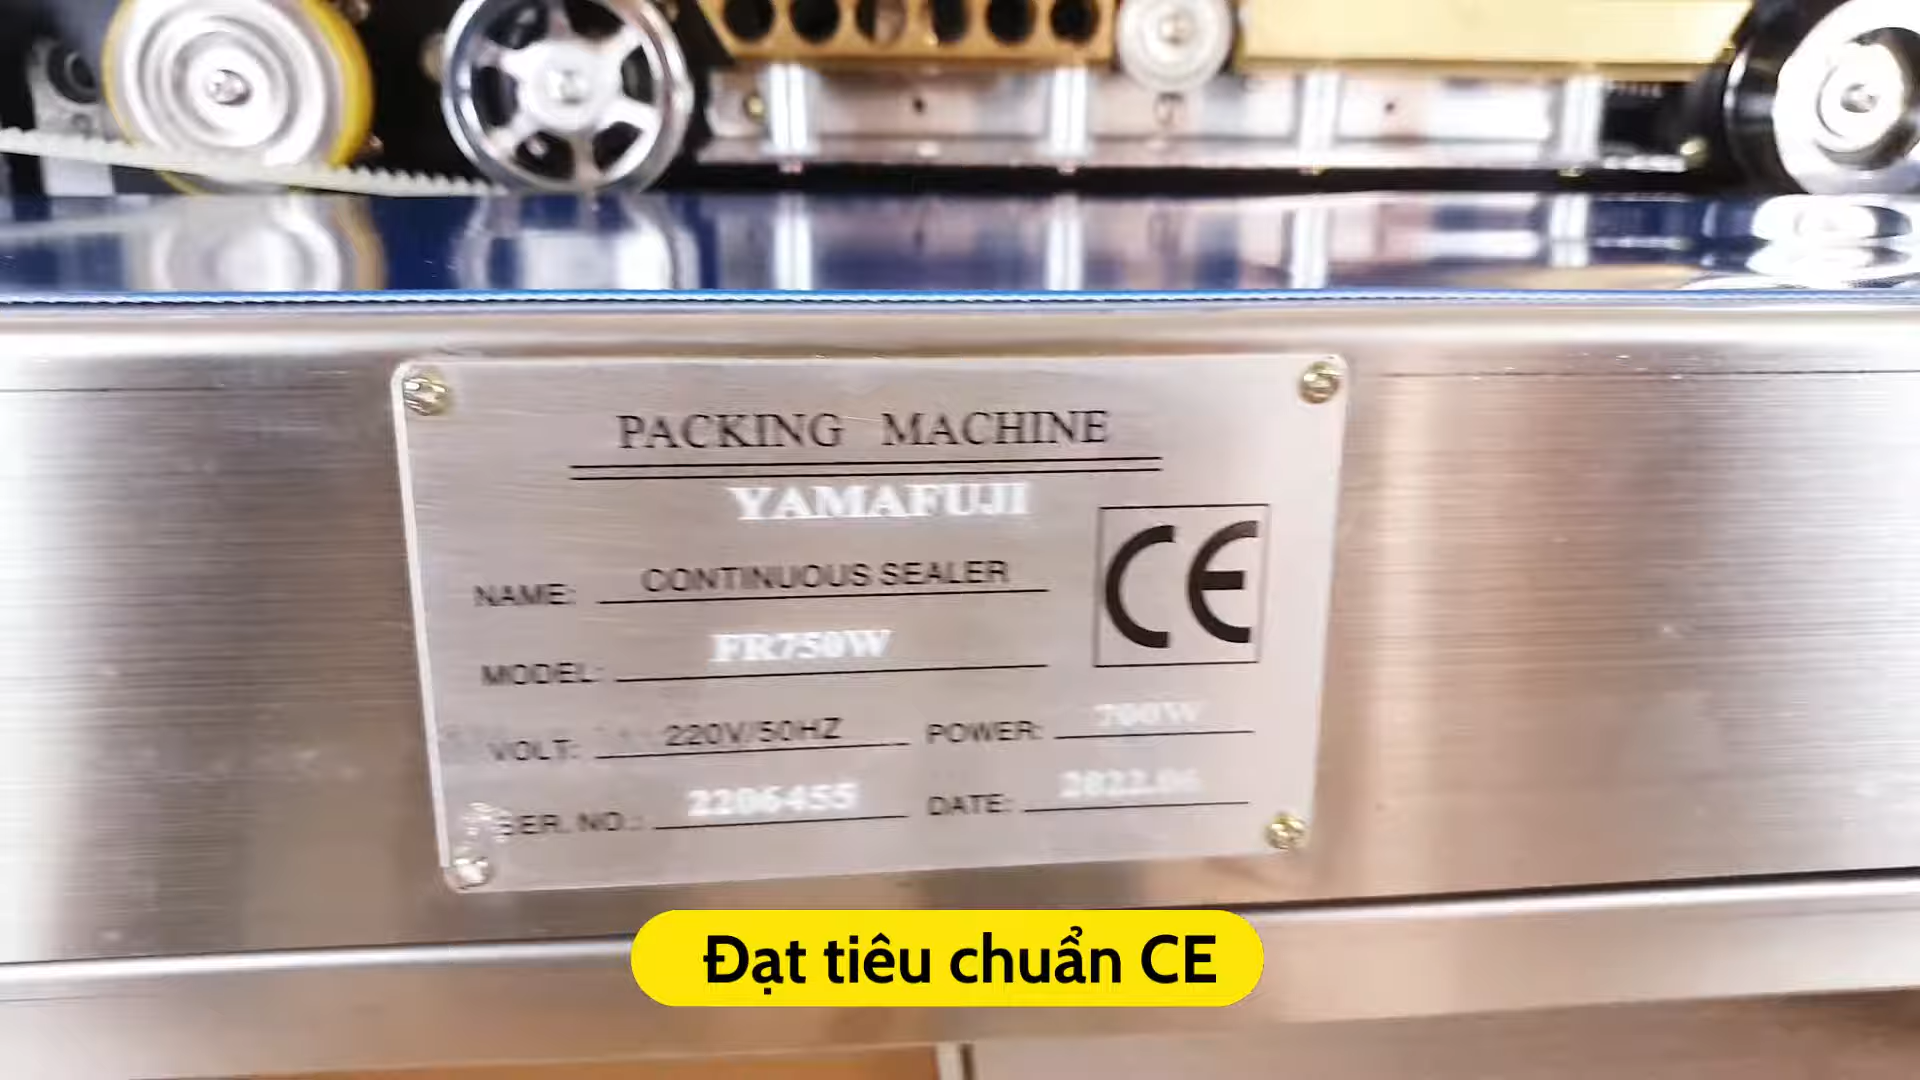 PACKING MACHINE
YAMAFUJI
NAME: CONTINUOUS SEALER
CE
MODEL: FR750W
VOLT: 220V/50HZ POWER: 700W
SER. NO.: 2206455 DATE: 2022.06
Đạt tiêu chuẩn CE